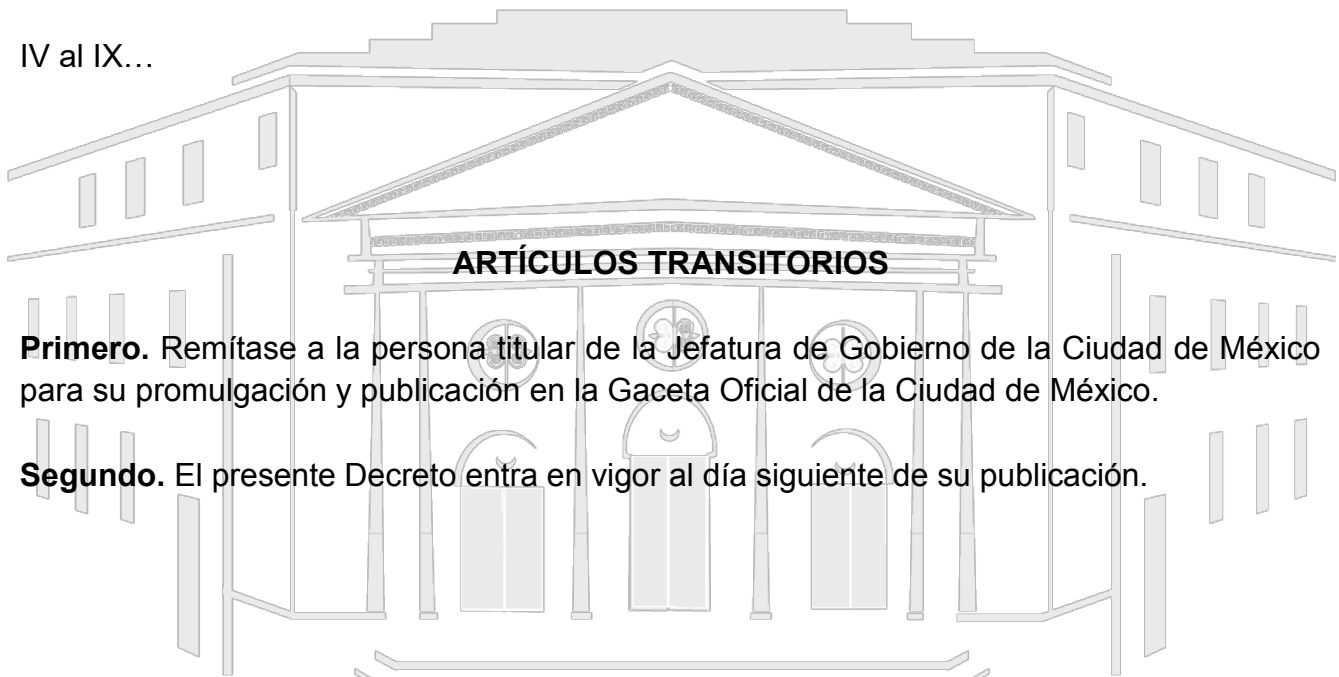 IV al IX…
ARTÍCULOS TRANSITORIOS
Primero. Remítase a la persona titular de la Jefatura de Gobierno de la Ciudad de México
para su promulgación y publicación en la Gaceta Oficial de la Ciudad de México.
Segundo. El presente Decreto entra en vigor al día siguiente de su publicación.